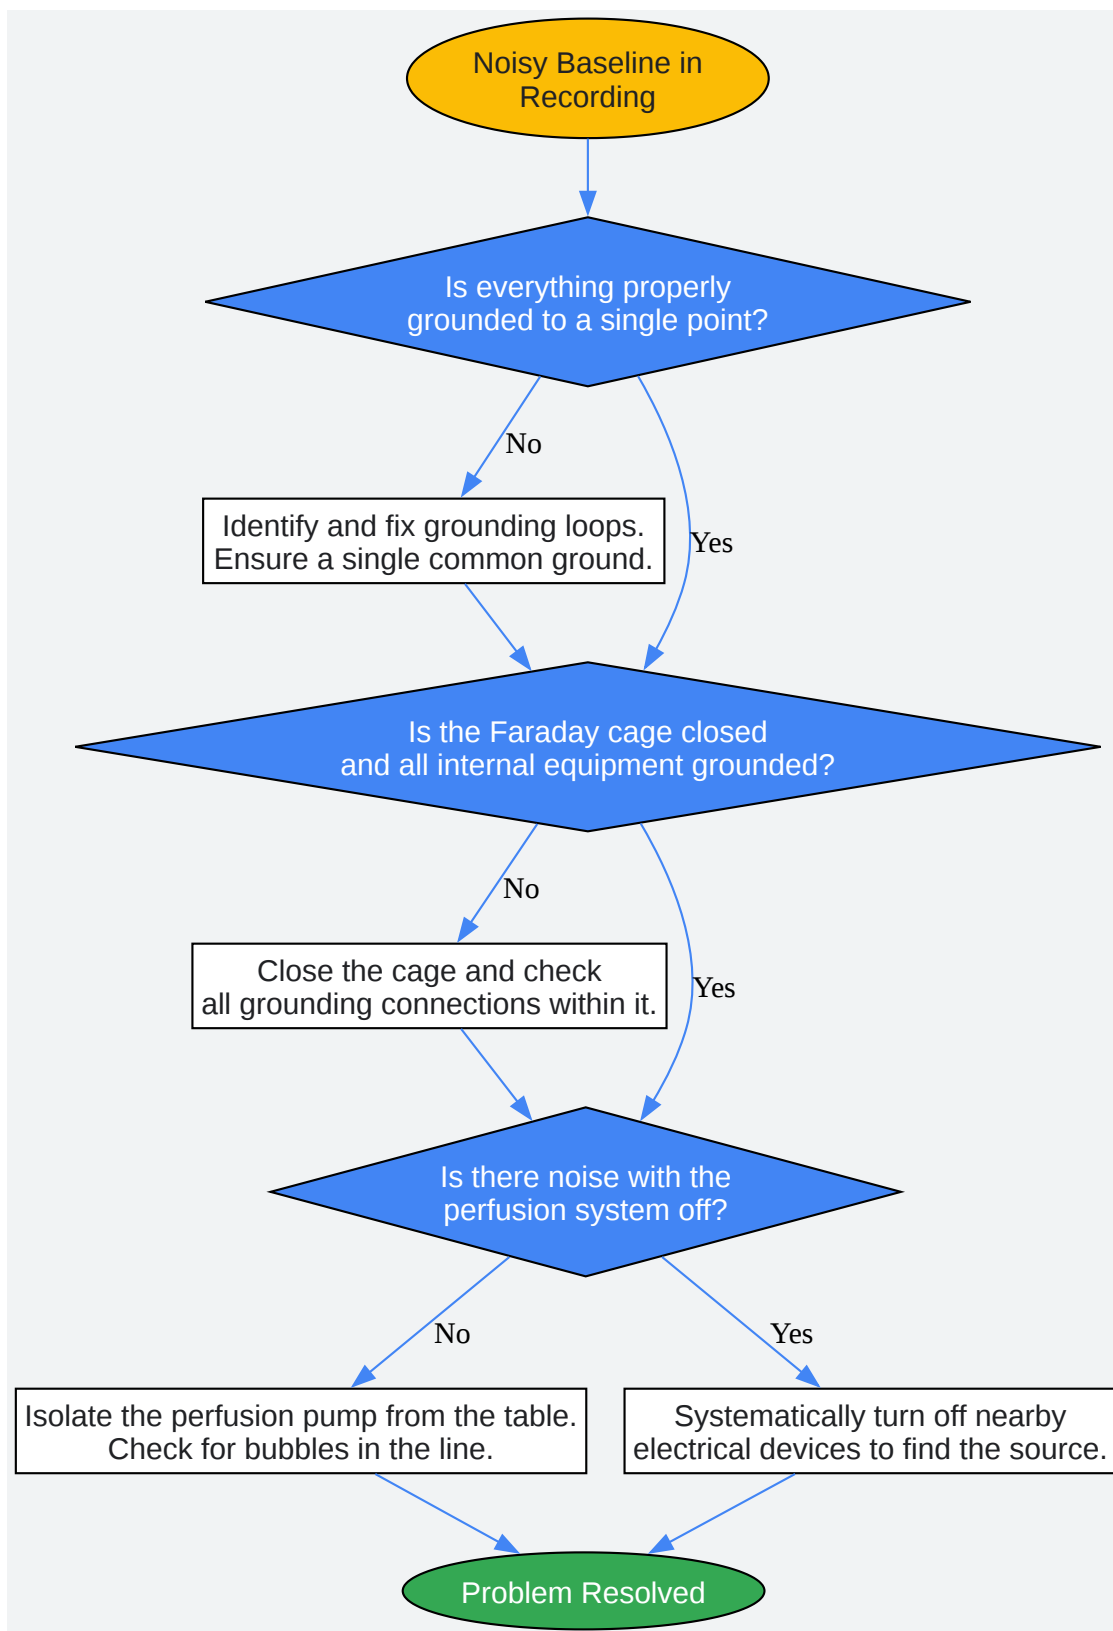 Noisy Baseline in
Recording
Is everything properly
grounded to a single point?
No
Identify and fix grounding loops.
Ensure a single common ground.
Yes
Is the Faraday cage closed
and all internal equipment grounded?
No
Close the cage and check
all grounding connections within it.
Yes
Is there noise with the
perfusion system off?
No
Yes
Isolate the perfusion pump from the table.
Check for bubbles in the line.
Systematically turn off nearby
electrical devices to find the source.
Problem Resolved